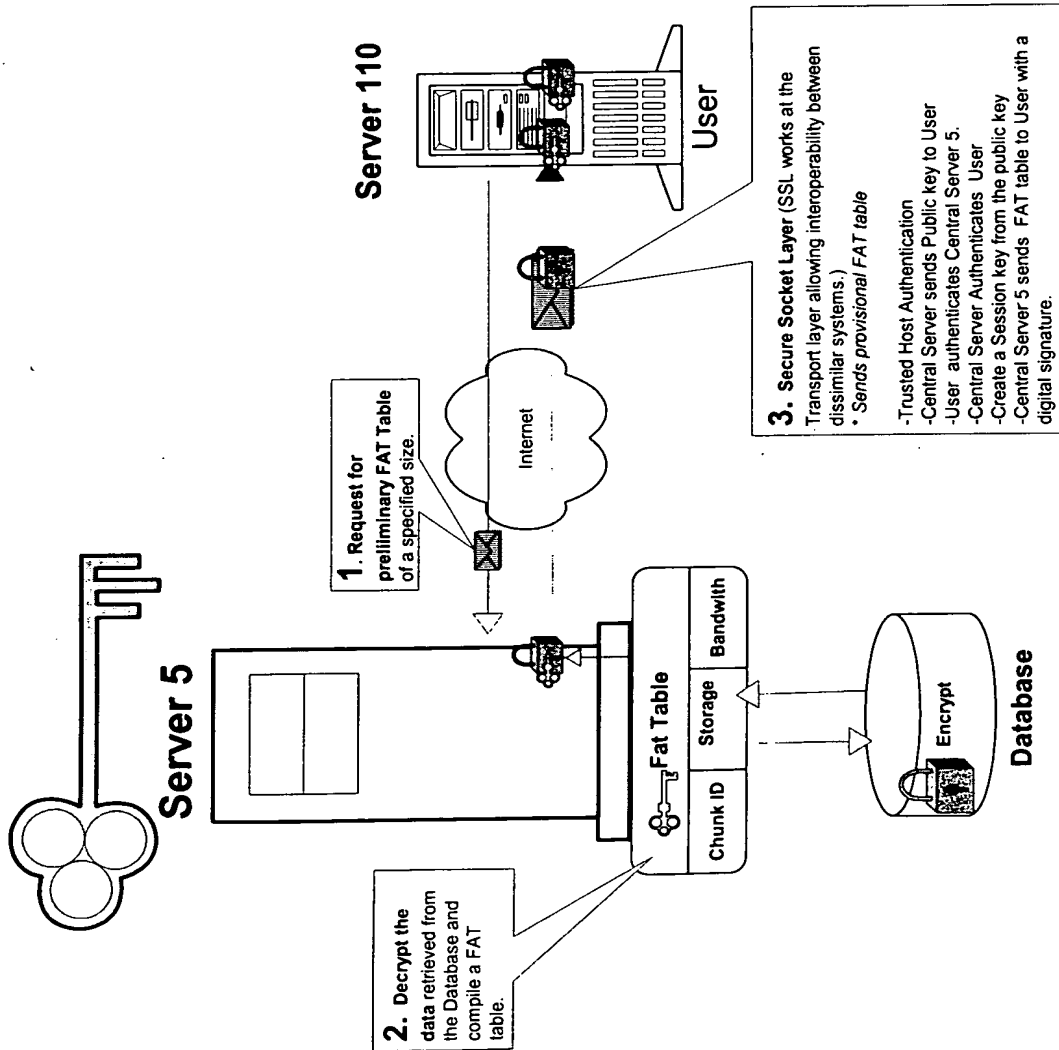 Server 5
Server 110
User
1. Request for
preliminary FAT Table
of a specified size.
Internet
2. Decrypt the
data retrieved from
the Database and
compile a FAT
table.
Fat Table
Chunk ID
Storage
Bandwith
Encrypt
Database
3. Secure Socket Layer (SSL works at the
Transport layer allowing interoperability between
dissimilar systems.)
* Sends provisional FAT table
-Trusted Host Authentication
-Central Server sends Public key to User
-User authenticates Central Server 5.
-Central Server Authenticates User
-Create a Session key from the public key
-Central Server 5 sends FAT table to User with a
digital signature.